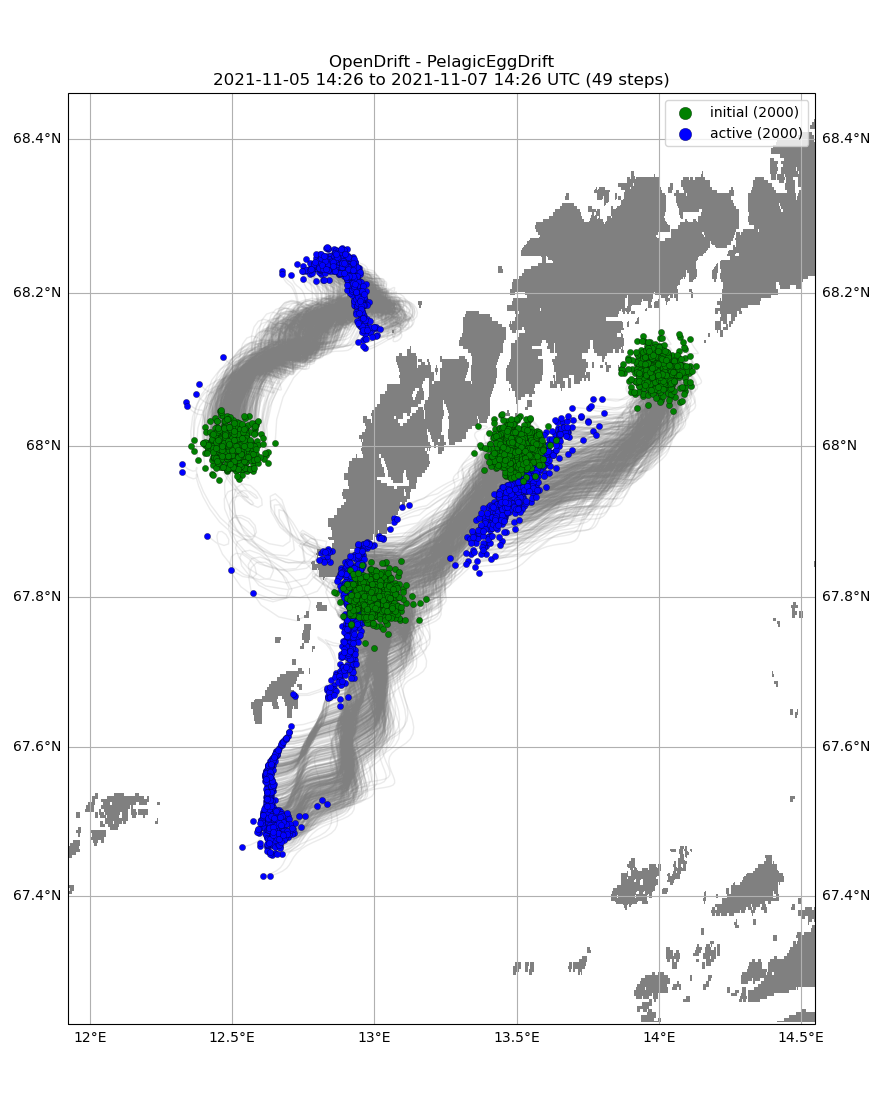 OpenDrift - PelagicEggDrift
2021-11-05 14:26 to 2021-11-07 14:26 UTC (49 steps)
initial (2000)
active (2000)
68.4°N
68.4°N
68.2°N
68.2°N
68°N
68°N
67.8°N
67.8°N
67.6°N
67.6°N
67.4°N
67.4°N
12°E
12.5°E
13°E
13.5°E
14°E
14.5°E